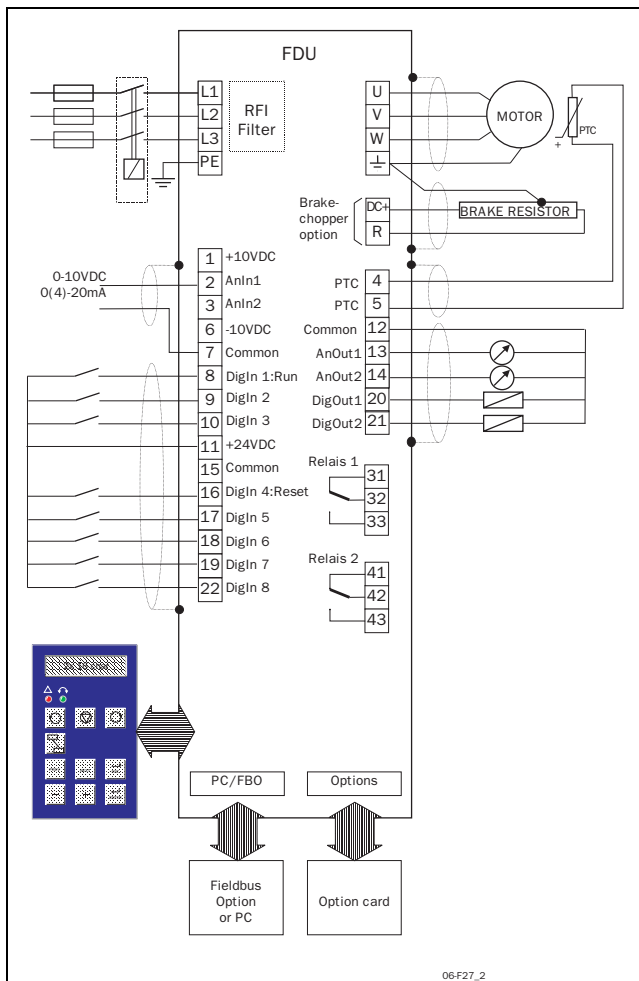 FDU
L1
L2
L3
PE
RFI
Filter
U
V
W
MOTOR
PTC
+
Brake-
chopper
option
DC+
R
BRAKE RESISTOR
0-10VDC
0(4)-20mA
1 +10VDC
2 AnIn1
3 AnIn2
6 -10VDC
7 Common
8 DigIn 1:Run
9 DigIn 2
10 DigIn 3
11 +24VDC
15 Common
16 DigIn 4:Reset
17 DigIn 5
18 DigIn 6
19 DigIn 7
22 DigIn 8
PTC 4
PTC 5
Common 12
AnOut1 13
AnOut2 14
DigOut1 20
DigOut2 21
Relais 1
31
32
33
Relais 2
41
42
43
PC/FBO
Options
Fieldbus
Option
or PC
Option card
06-F27_2